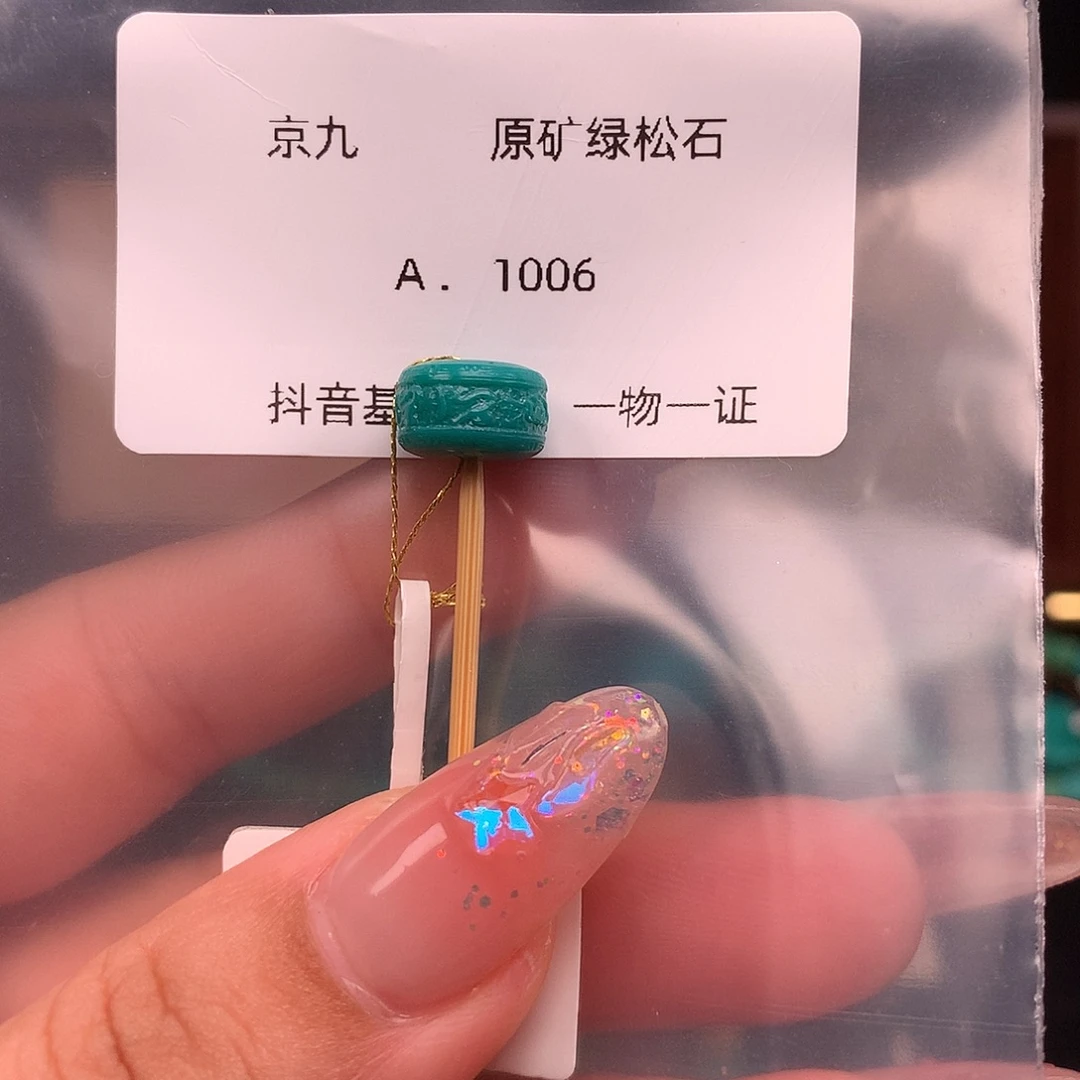 京九 原矿绿松石
A. 1006
抖音基 一物一证